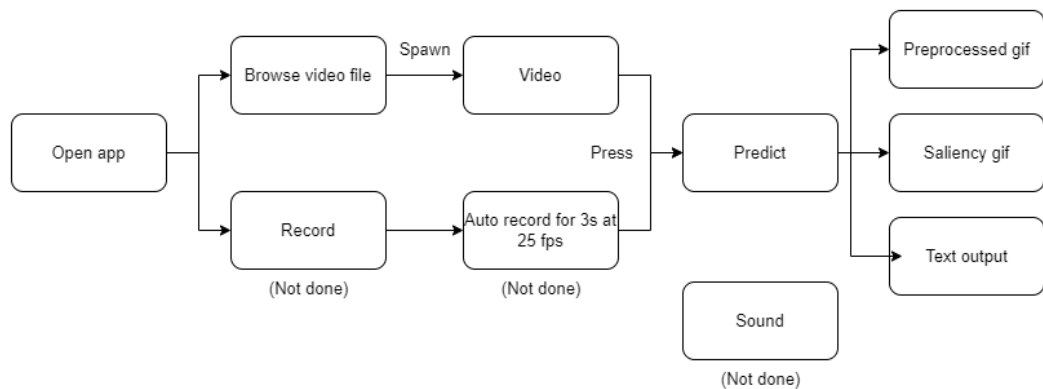 Open app
Browse video file
Spawn
Video
Record
(Not done)
Auto record for 3s at
25 fps
(Not done)
Press
Predict
Preprocessed gif
Saliency gif
Text output
Sound
(Not done)